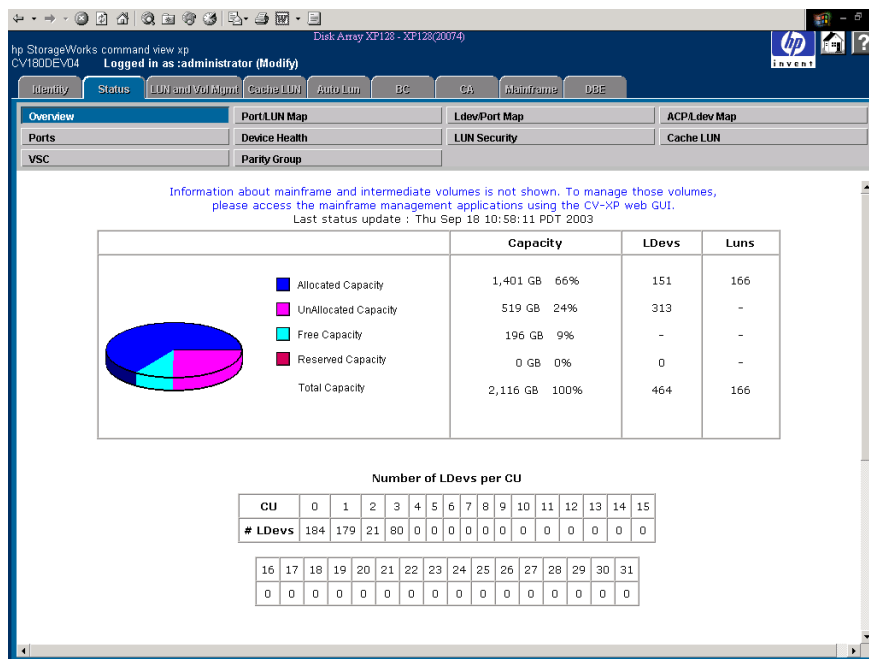 Disk Array XP128 - XP128(20074)
hp StorageWorks command view xp
CV180DEV04 Logged in as :administrator (Modify)
hp
invent
?
Identity Status LUN and Vol Mgmt Cache LUN Auto Lun BC CA Mainframe DBE
Overview Port/LUN Map Ldev/Port Map ACP/Ldev Map
Ports Device Health LUN Security Cache LUN
VSC Parity Group
Information about mainframe and intermediate volumes is not shown. To manage those volumes,
please access the mainframe management applications using the CV-XP web GUI.
Last status update : Thu Sep 18 10:58:11 PDT 2003
Capacity LDevs Luns
Allocated Capacity 1,401 GB 66% 151 166
UnAllocated Capacity 519 GB 24% 313 -
Free Capacity 196 GB 9% - -
Reserved Capacity 0 GB 0% 0 -
Total Capacity 2,116 GB 100% 464 166
Number of LDevs per CU
CU 0 1 2 3 4 5 6 7 8 9 10 11 12 13 14 15
# LDevs 184 179 21 80 0 0 0 0 0 0 0 0 0 0 0 0
16 17 18 19 20 21 22 23 24 25 26 27 28 29 30 31
0 0 0 0 0 0 0 0 0 0 0 0 0 0 0 0